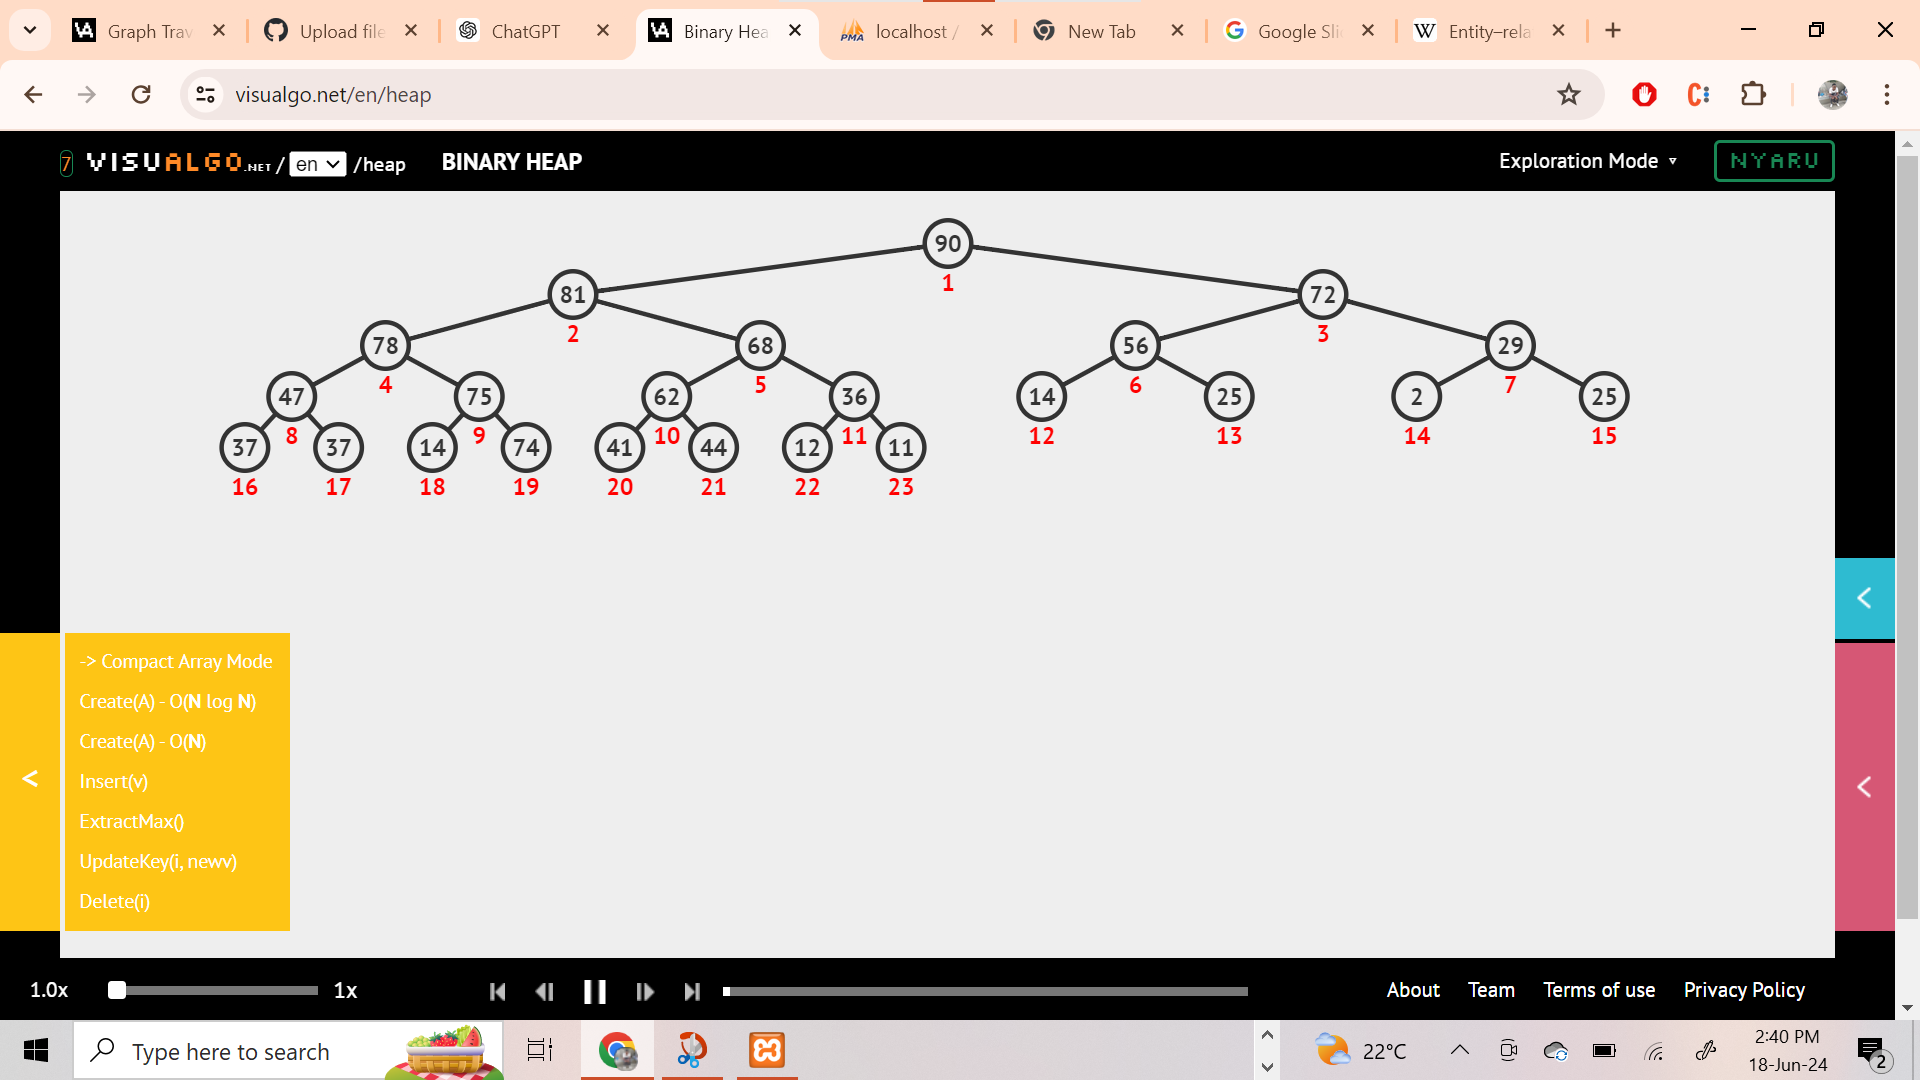 Graph Trav
Upload file
ChatGPT
Binary Hea
localhost /
New Tab
Google Sli
Entity–rela
visualgo.net/en/heap
7 VISUALGO.NET / en /heap BINARY HEAP Exploration Mode ▾ NYARU
90
1
81 72
2 3
78 68 56 29
4 5 6 7
47 75 62 36 14 25 2 25
8 9 10 11 12 13 14 15
37 37 14 74 41 44 12 11
16 17 18 19 20 21 22 23
-> Compact Array Mode
Create(A) - O(N log N)
Create(A) - O(N)
Insert(v)
ExtractMax()
UpdateKey(i, newv)
Delete(i)
<
1.0x 1x About Team Terms of use Privacy Policy
Type here to search
22°C
2:40 PM
18-Jun-24
2